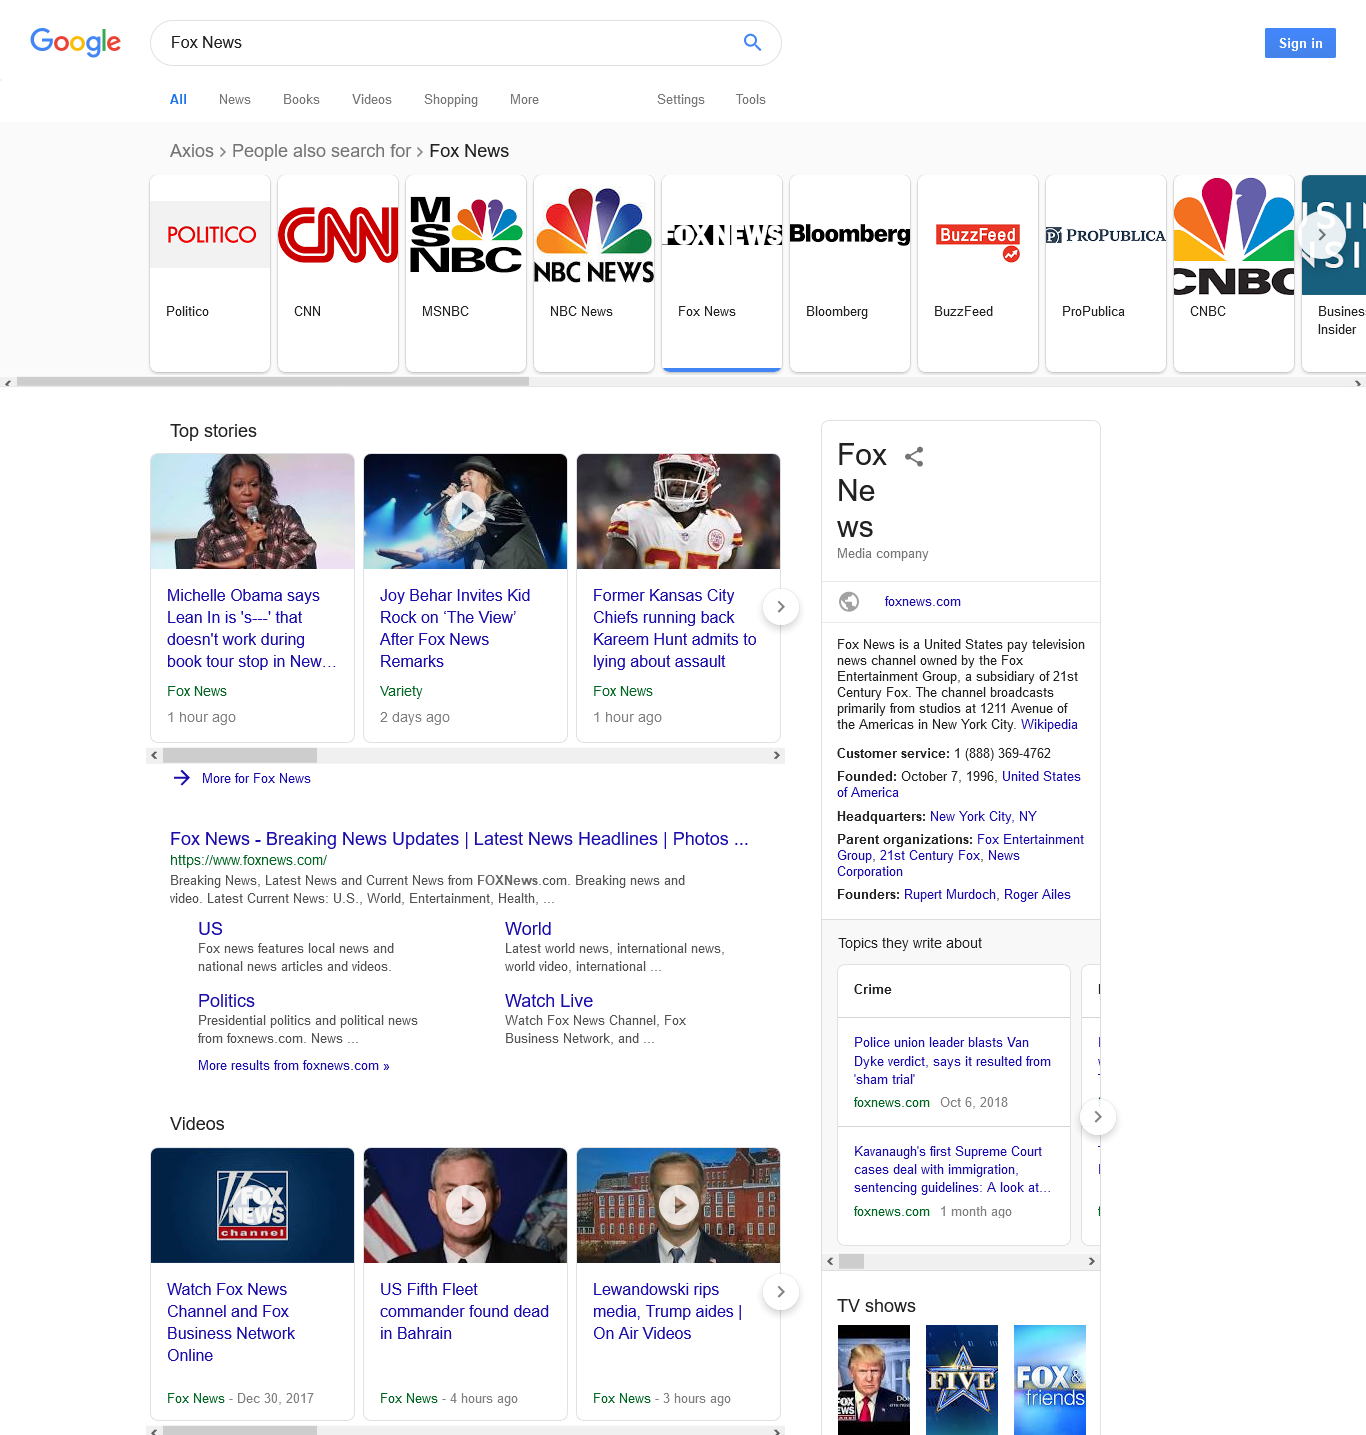 Google
Fox News
Sign in
All News Books Videos Shopping More Settings Tools
Axios › People also search for › Fox News
POLITICO
CNN
MSNBC
NBC NEWS
FOX NEWS
Bloomberg
BuzzFeed
PROPUBLICA
CNBC
Politico
CNN
MSNBC
NBC News
Fox News
Bloomberg
BuzzFeed
ProPublica
CNBC
Insider
Top stories
Michelle Obama says
Lean In is 's---' that
doesn't work during
book tour stop in New…
Fox News
1 hour ago
Joy Behar Invites Kid
Rock on ‘The View’
After Fox News
Remarks
Variety
2 days ago
Former Kansas City
Chiefs running back
Kareem Hunt admits to
lying about assault
Fox News
1 hour ago
More for Fox News
Fox News - Breaking News Updates | Latest News Headlines | Photos ...
https://www.foxnews.com/
Breaking News, Latest News and Current News from FOXNews.com. Breaking news and
video. Latest Current News: U.S., World, Entertainment, Health, ...
US
Fox news features local news and
national news articles and videos.
World
Latest world news, international news,
world video, international ...
Politics
Presidential politics and political news
from foxnews.com. News ...
Watch Live
Watch Fox News Channel, Fox
Business Network, and ...
More results from foxnews.com »
Videos
FOX
NEWS
channel
Watch Fox News
Channel and Fox
Business Network
Online
Fox News - Dec 30, 2017
US Fifth Fleet
commander found dead
in Bahrain
Fox News - 4 hours ago
Lewandowski rips
media, Trump aides |
On Air Videos
Fox News - 3 hours ago
Fox
Ne
ws
Media company
foxnews.com
Fox News is a United States pay television
news channel owned by the Fox
Entertainment Group, a subsidiary of 21st
Century Fox. The channel broadcasts
primarily from studios at 1211 Avenue of
the Americas in New York City. Wikipedia
Customer service: 1 (888) 369-4762
Founded: October 7, 1996, United States
of America
Headquarters: New York City, NY
Parent organizations: Fox Entertainment
Group, 21st Century Fox, News
Corporation
Founders: Rupert Murdoch, Roger Ailes
Topics they write about
Crime
Police union leader blasts Van
Dyke verdict, says it resulted from
'sham trial'
foxnews.com Oct 6, 2018
Kavanaugh's first Supreme Court
cases deal with immigration,
sentencing guidelines: A look at...
foxnews.com 1 month ago
TV shows
FOX
NEWS
channel
THE
FIVE
FOX &
friends